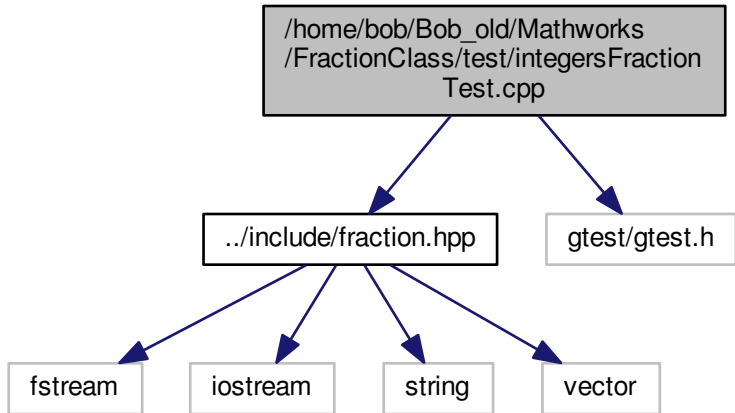 /home/bob/Bob_old/Mathworks
/FractionClass/test/integersFraction
Test.cpp
../include/fraction.hpp
gtest/gtest.h
fstream
iostream
string
vector